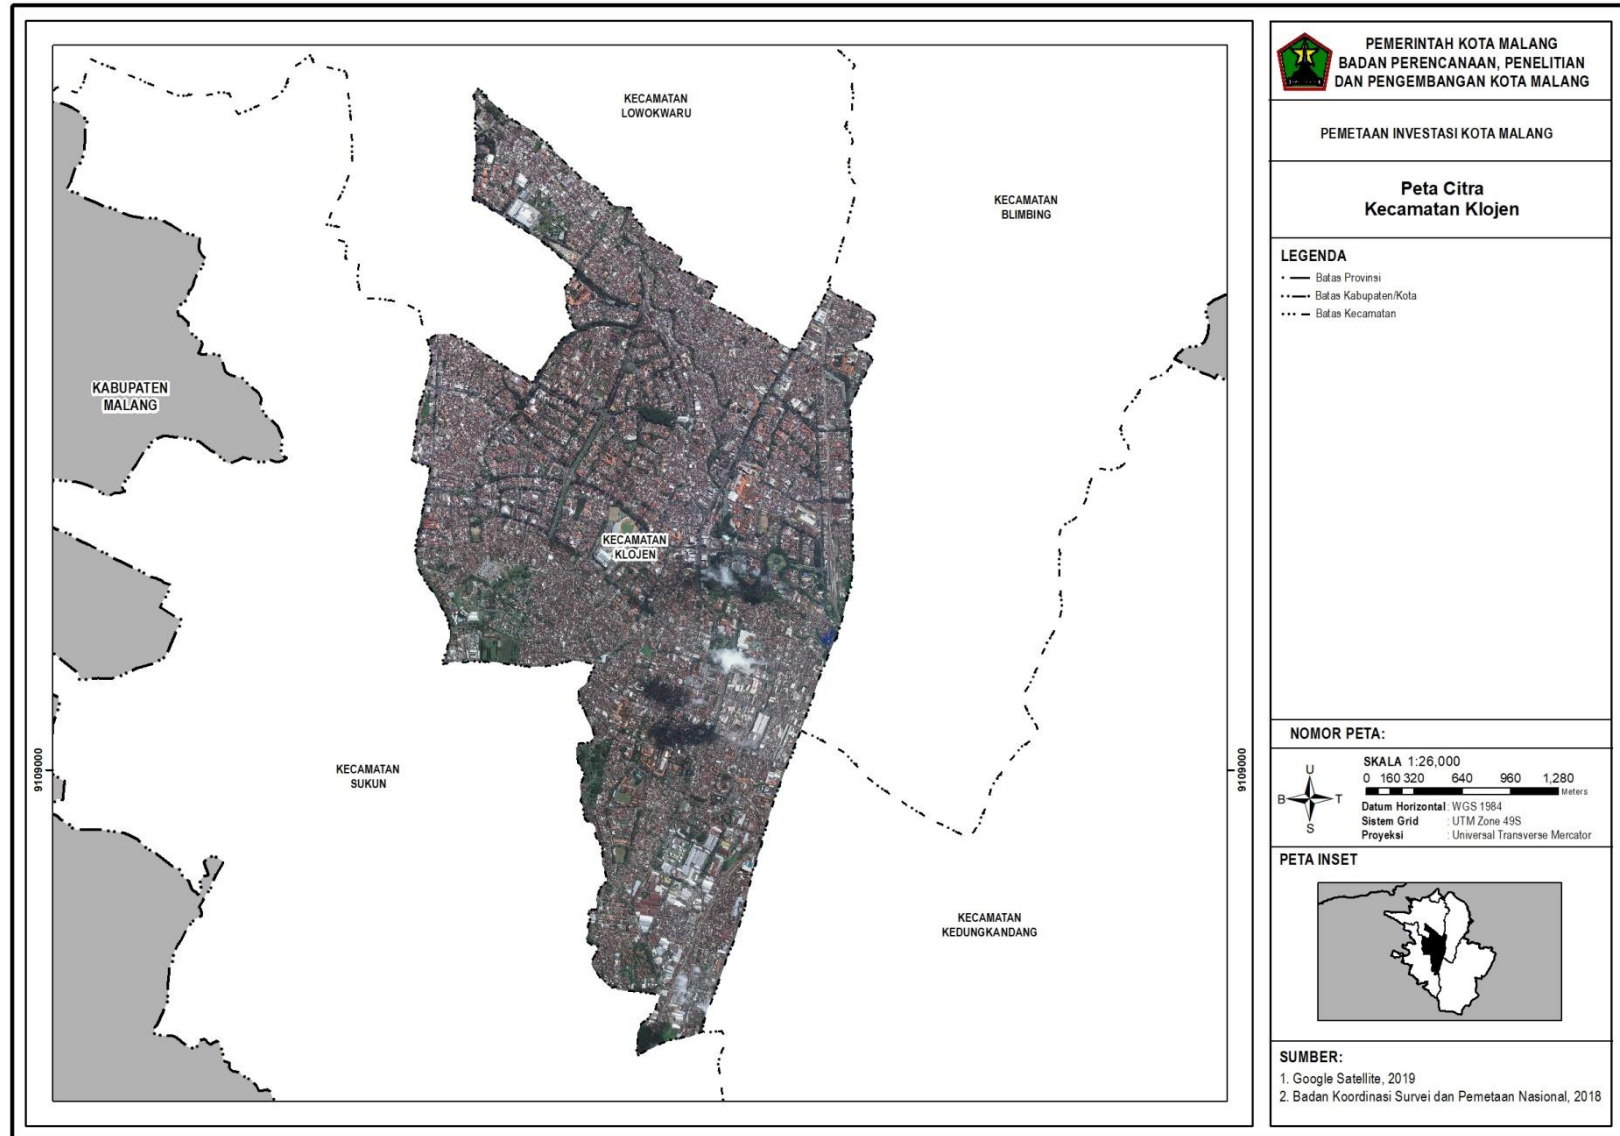 KECAMATAN
LOWOKWARU
KECAMATAN
BLIMBING
KABUPATEN
MALANG
KECAMATAN
KLOJEN
KECAMATAN
SUKUN
KECAMATAN
KEDUNGKANDANG
9109000
9109000
PEMERINTAH KOTA MALANG
BADAN PERENCANAAN, PENELITIAN
DAN PENGEMBANGAN KOTA MALANG
PEMETAAN INVESTASI KOTA MALANG
Peta Citra
Kecamatan Klojen
LEGENDA
Batas Provinsi
Batas Kabupaten/Kota
Batas Kecamatan
NOMOR PETA:
U
B T
S
SKALA 1:26,000
0 160 320 640 960 1,280
Meters
Datum Horizontal : WGS 1984
Sistem Grid : UTM Zone 49S
Proyeksi : Universal Transverse Mercator
PETA INSET
SUMBER:
1. Google Satellite, 2019
2. Badan Koordinasi Survei dan Pemetaan Nasional, 2018